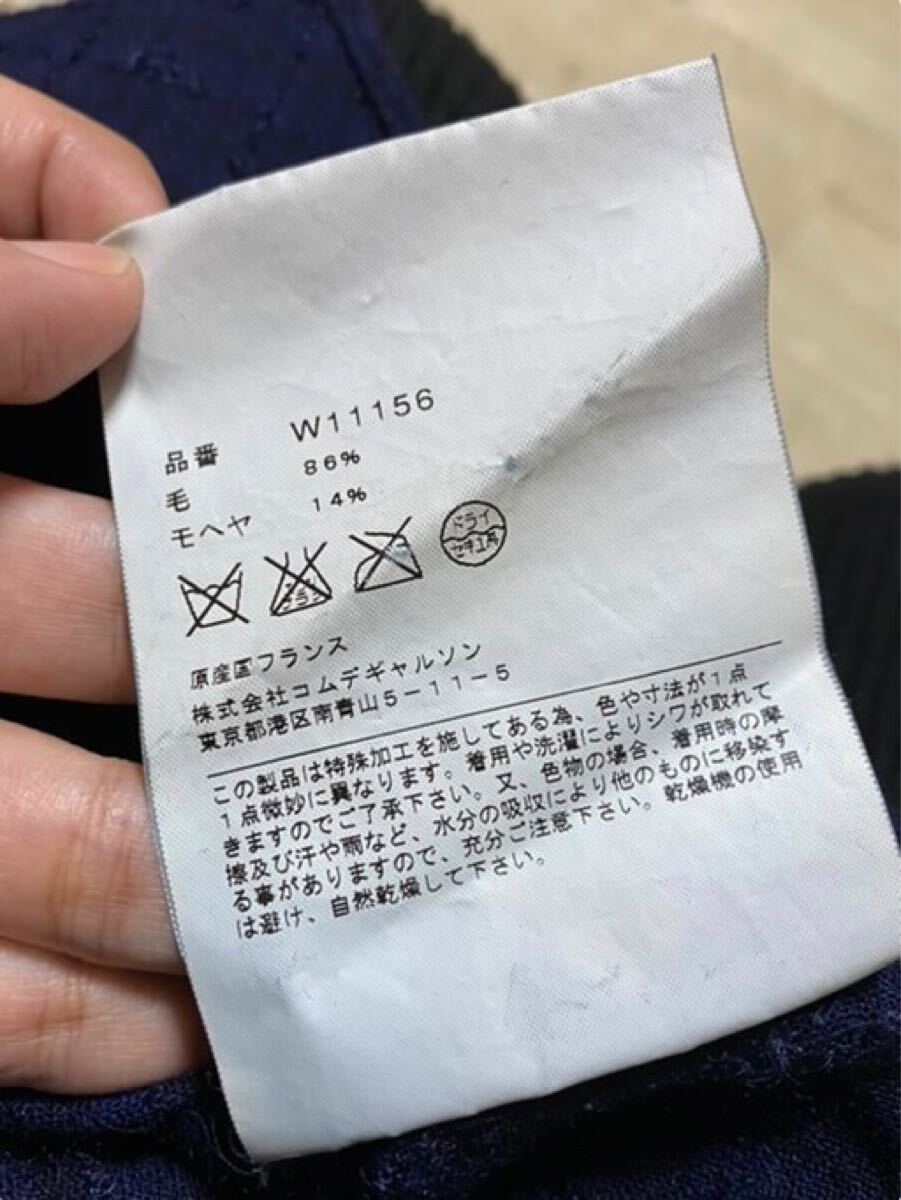 品番 W11156
毛 86%
モヘヤ 14%
エンソ サラシ
ドライ
セキユ系
原産国フランス
株式会社コムデギャルソン
東京都港区南青山5-11-5
この製品は特殊加工を施してある為、色や寸法が1点
1点微妙に異なります。着用や洗濯によりシワが取れて
きますのでご了承下さい。又、色物の場合、着用時の摩
擦及び汗や雨など、水分の吸収により他のものに移染す
る事がありますので、充分ご注意下さい。乾燥機の使用
は避け、自然乾燥して下さい。